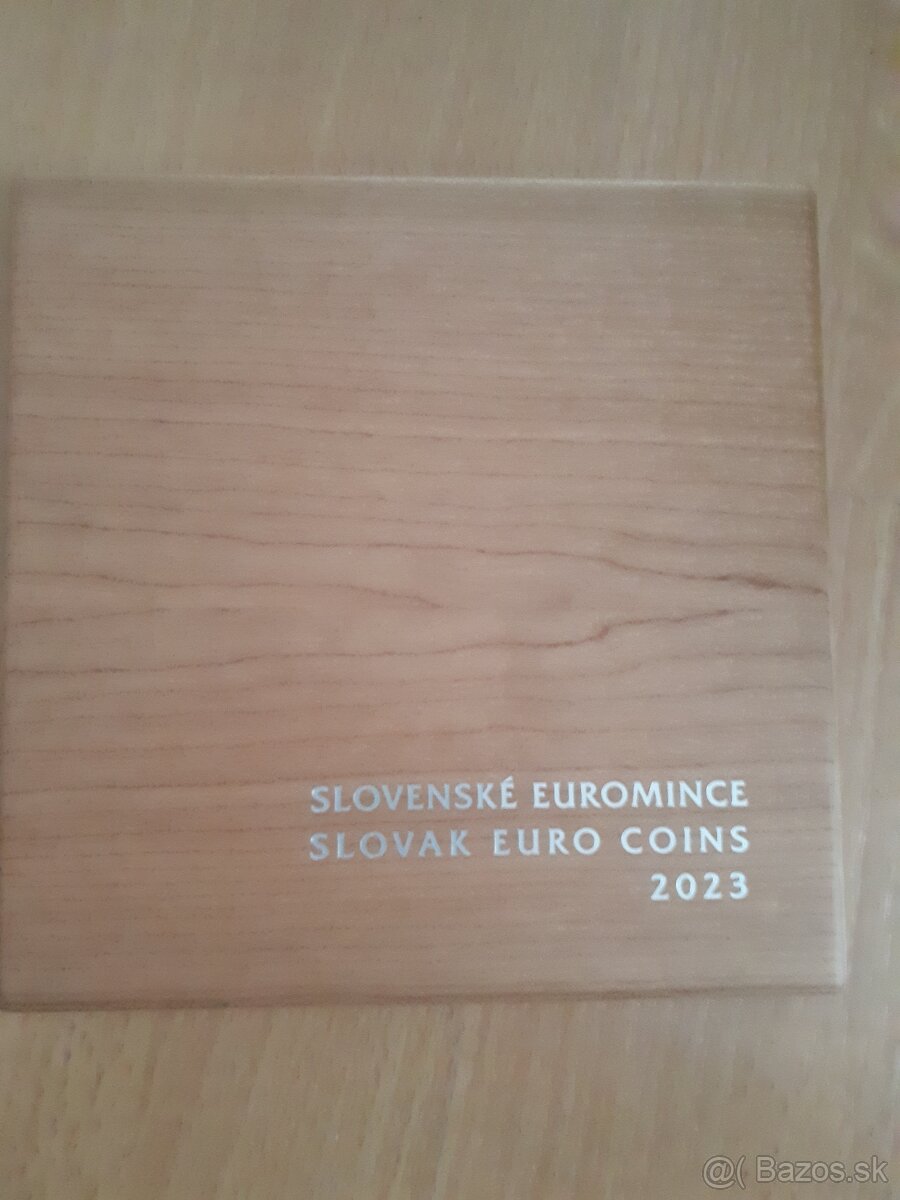 SLOVENSKÉ EUROMINCE
SLOVAK EURO COINS
2023
@( Bazos.sk